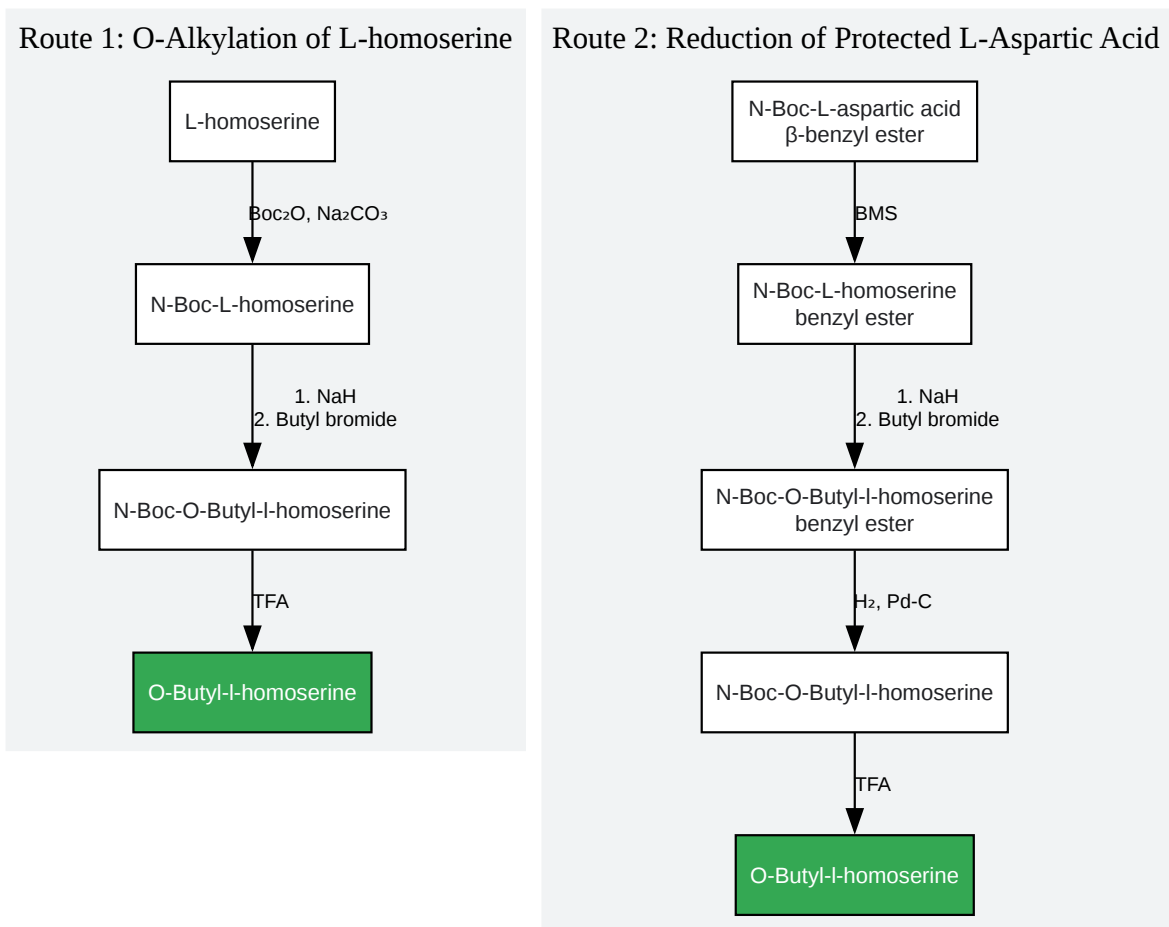 Route 1: O-Alkylation of L-homoserine
L-homoserine
Boc₂O, Na₂CO₃
N-Boc-L-homoserine
1. NaH
2. Butyl bromide
N-Boc-O-Butyl-l-homoserine
TFA
O-Butyl-l-homoserine
Route 2: Reduction of Protected L-Aspartic Acid
N-Boc-L-aspartic acid
β-benzyl ester
BMS
N-Boc-L-homoserine
benzyl ester
1. NaH
2. Butyl bromide
N-Boc-O-Butyl-l-homoserine
benzyl ester
H₂, Pd-C
N-Boc-O-Butyl-l-homoserine
TFA
O-Butyl-l-homoserine